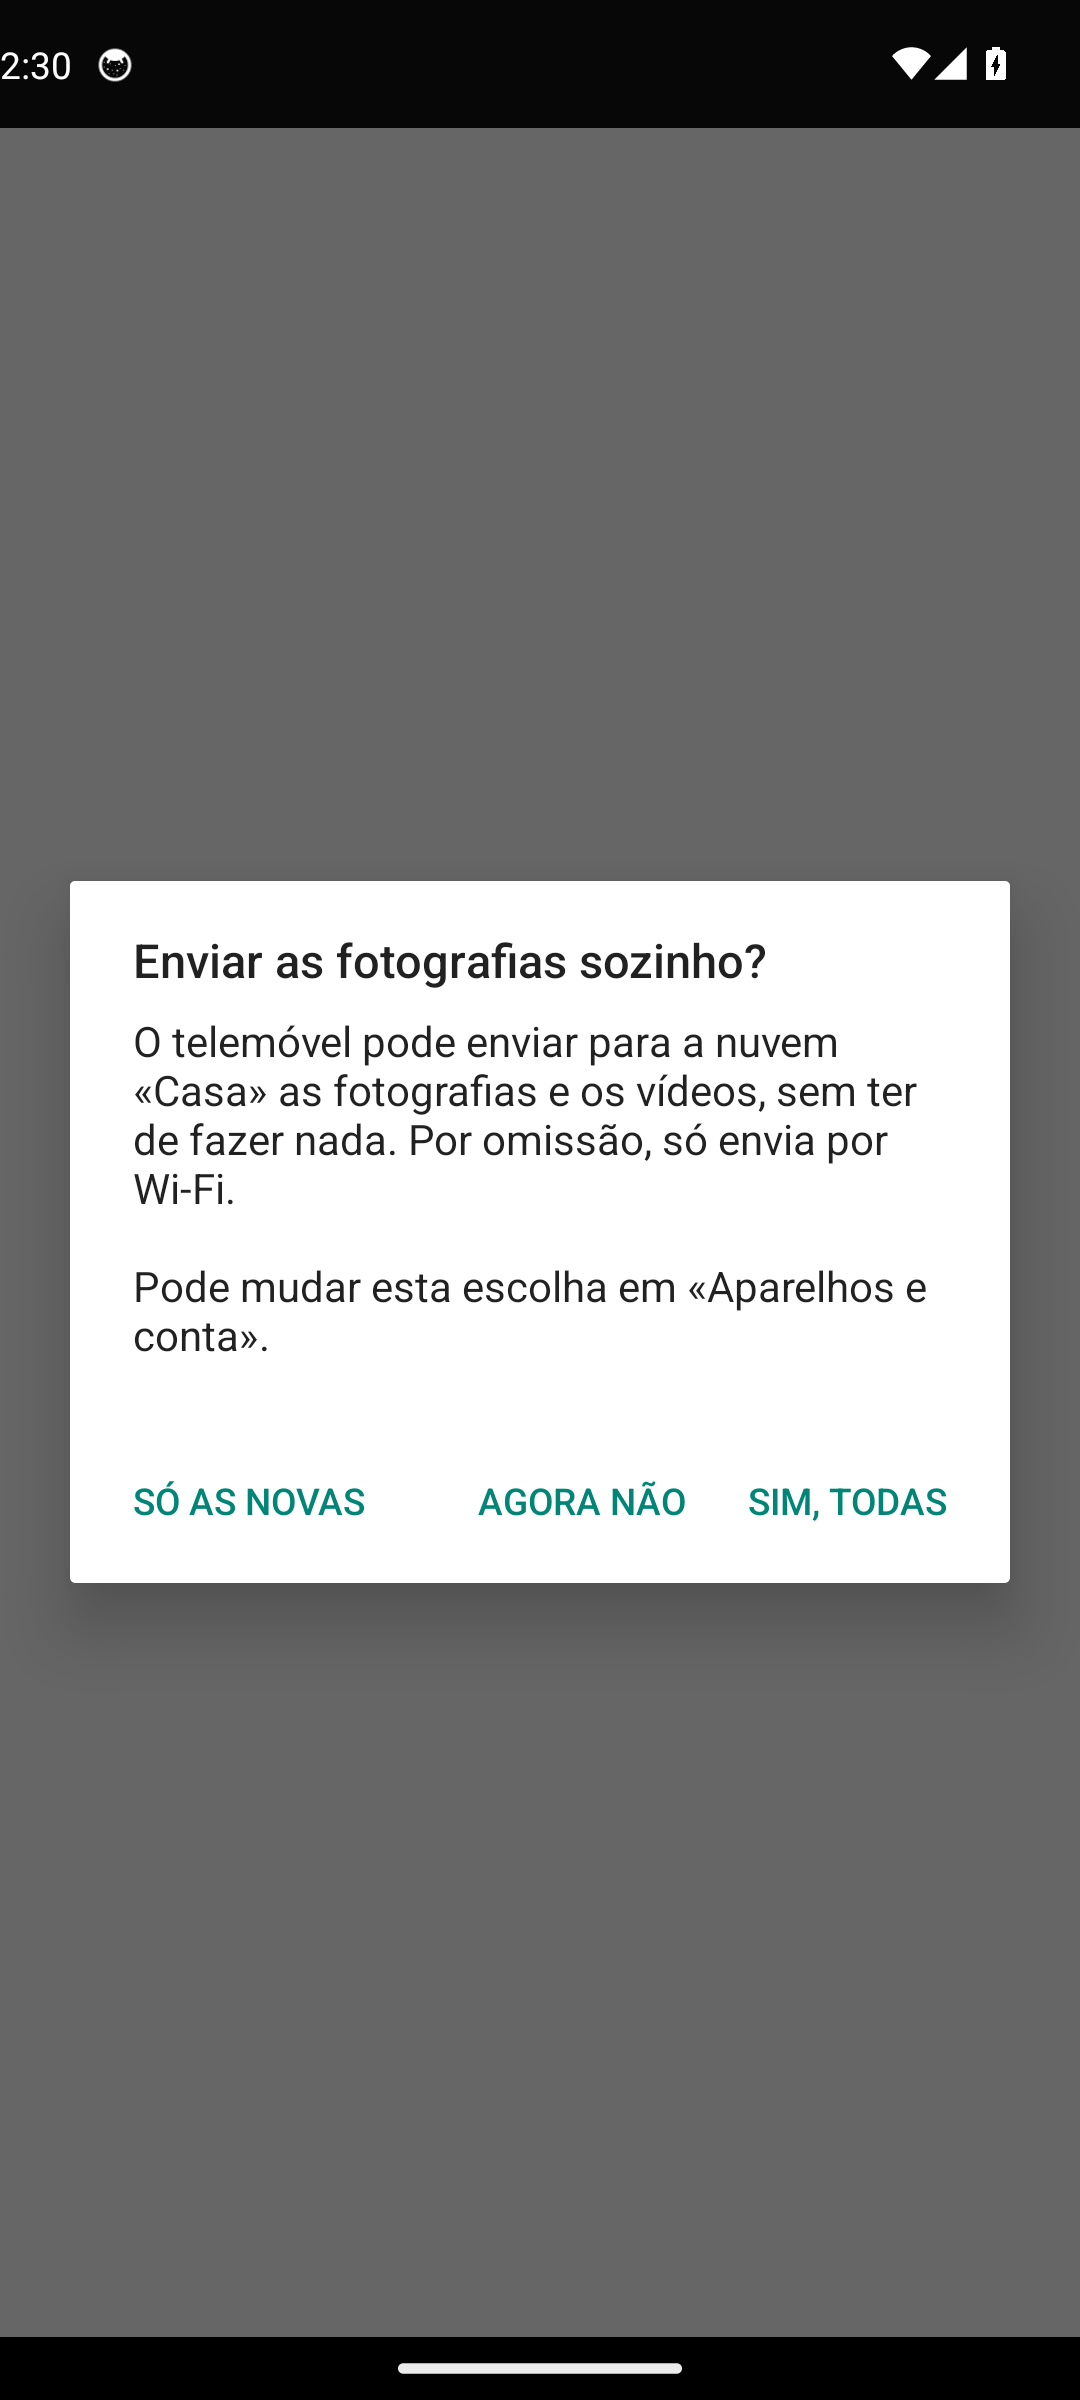 2:30
Enviar as fotografias sozinho?
O telemóvel pode enviar para a nuvem
«Casa» as fotografias e os vídeos, sem ter
de fazer nada. Por omissão, só envia por
Wi-Fi.
Pode mudar esta escolha em «Aparelhos e
conta».
SÓ AS NOVAS
AGORA NÃO
SIM, TODAS